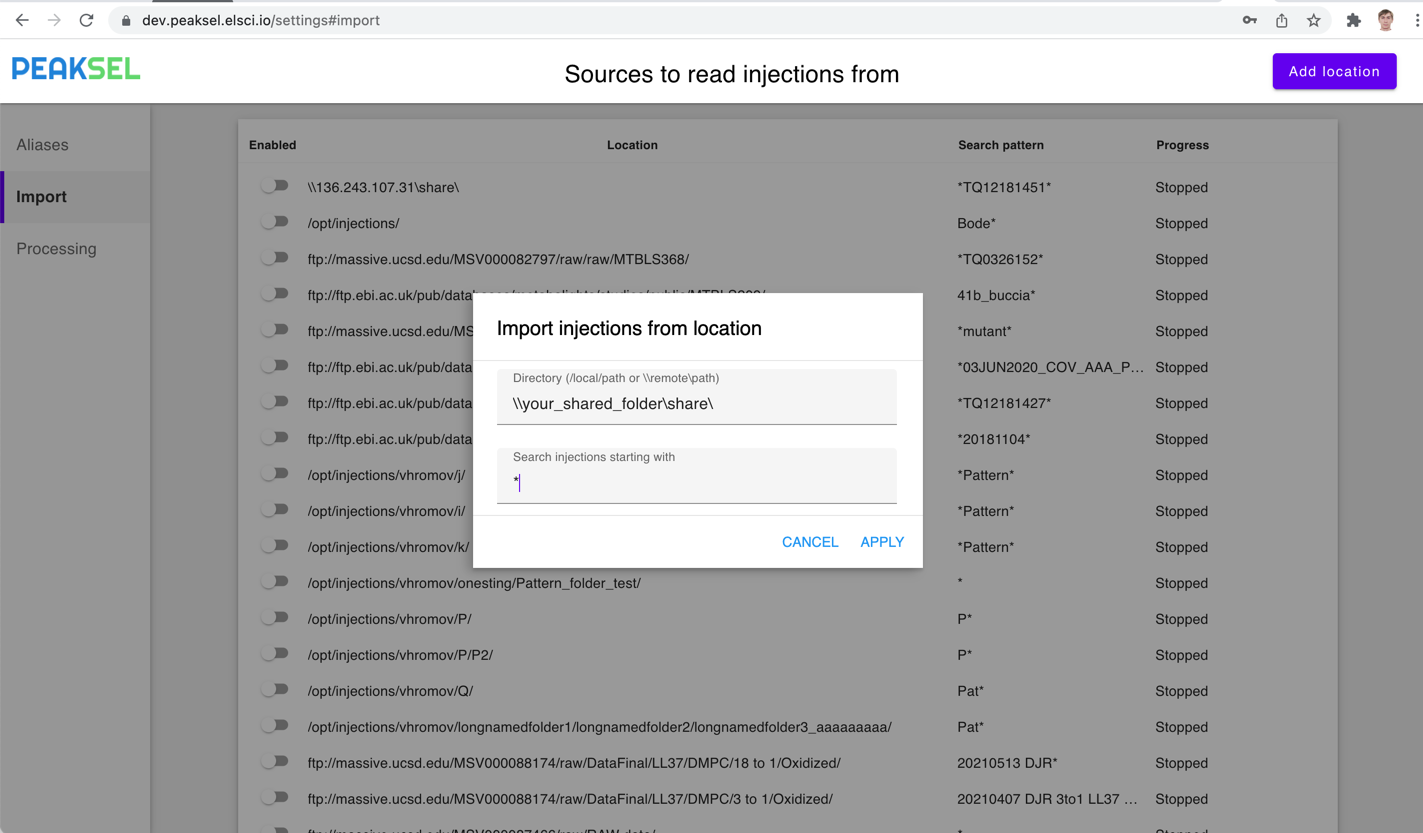 dev.peaksel.elsci.io/settings#import
PEAKSEL
Sources to read injections from
Add location
Aliases
Import
Processing
Enabled Location Search pattern Progress
\\136.243.107.31\share\ *TQ12181451* Stopped
/opt/injections/ Bode* Stopped
ftp://massive.ucsd.edu/MSV000082797/raw/raw/MTBLS368/ *TQ0326152* Stopped
ftp://ftp.ebi.ac.uk/pub/data 41b_buccia* Stopped
ftp://massive.ucsd.edu/MS *mutant* Stopped
ftp://ftp.ebi.ac.uk/pub/data *03JUN2020_COV_AAA_P... Stopped
ftp://ftp.ebi.ac.uk/pub/data *TQ12181427* Stopped
ftp://ftp.ebi.ac.uk/pub/data *20181104* Stopped
/opt/injections/vhromov/j/ *Pattern* Stopped
/opt/injections/vhromov/i/ *Pattern* Stopped
/opt/injections/vhromov/k/ *Pattern* Stopped
/opt/injections/vhromov/onesting/Pattern_folder_test/ * Stopped
/opt/injections/vhromov/P/ P* Stopped
/opt/injections/vhromov/P/P2/ P* Stopped
/opt/injections/vhromov/Q/ Pat* Stopped
/opt/injections/vhromov/longnamedfolder1/longnamedfolder2/longnamedfolder3_aaaaaaaaa/ Pat* Stopped
ftp://massive.ucsd.edu/MSV000088174/raw/DataFinal/LL37/DMPC/18 to 1/Oxidized/ 20210513 DJR* Stopped
ftp://massive.ucsd.edu/MSV000088174/raw/DataFinal/LL37/DMPC/3 to 1/Oxidized/ 20210407 DJR 3to1 LL37 ... Stopped
Import injections from location
Directory (/local/path or \\remote\path)
\\your_shared_folder\share\
Search injections starting with
*
CANCEL APPLY